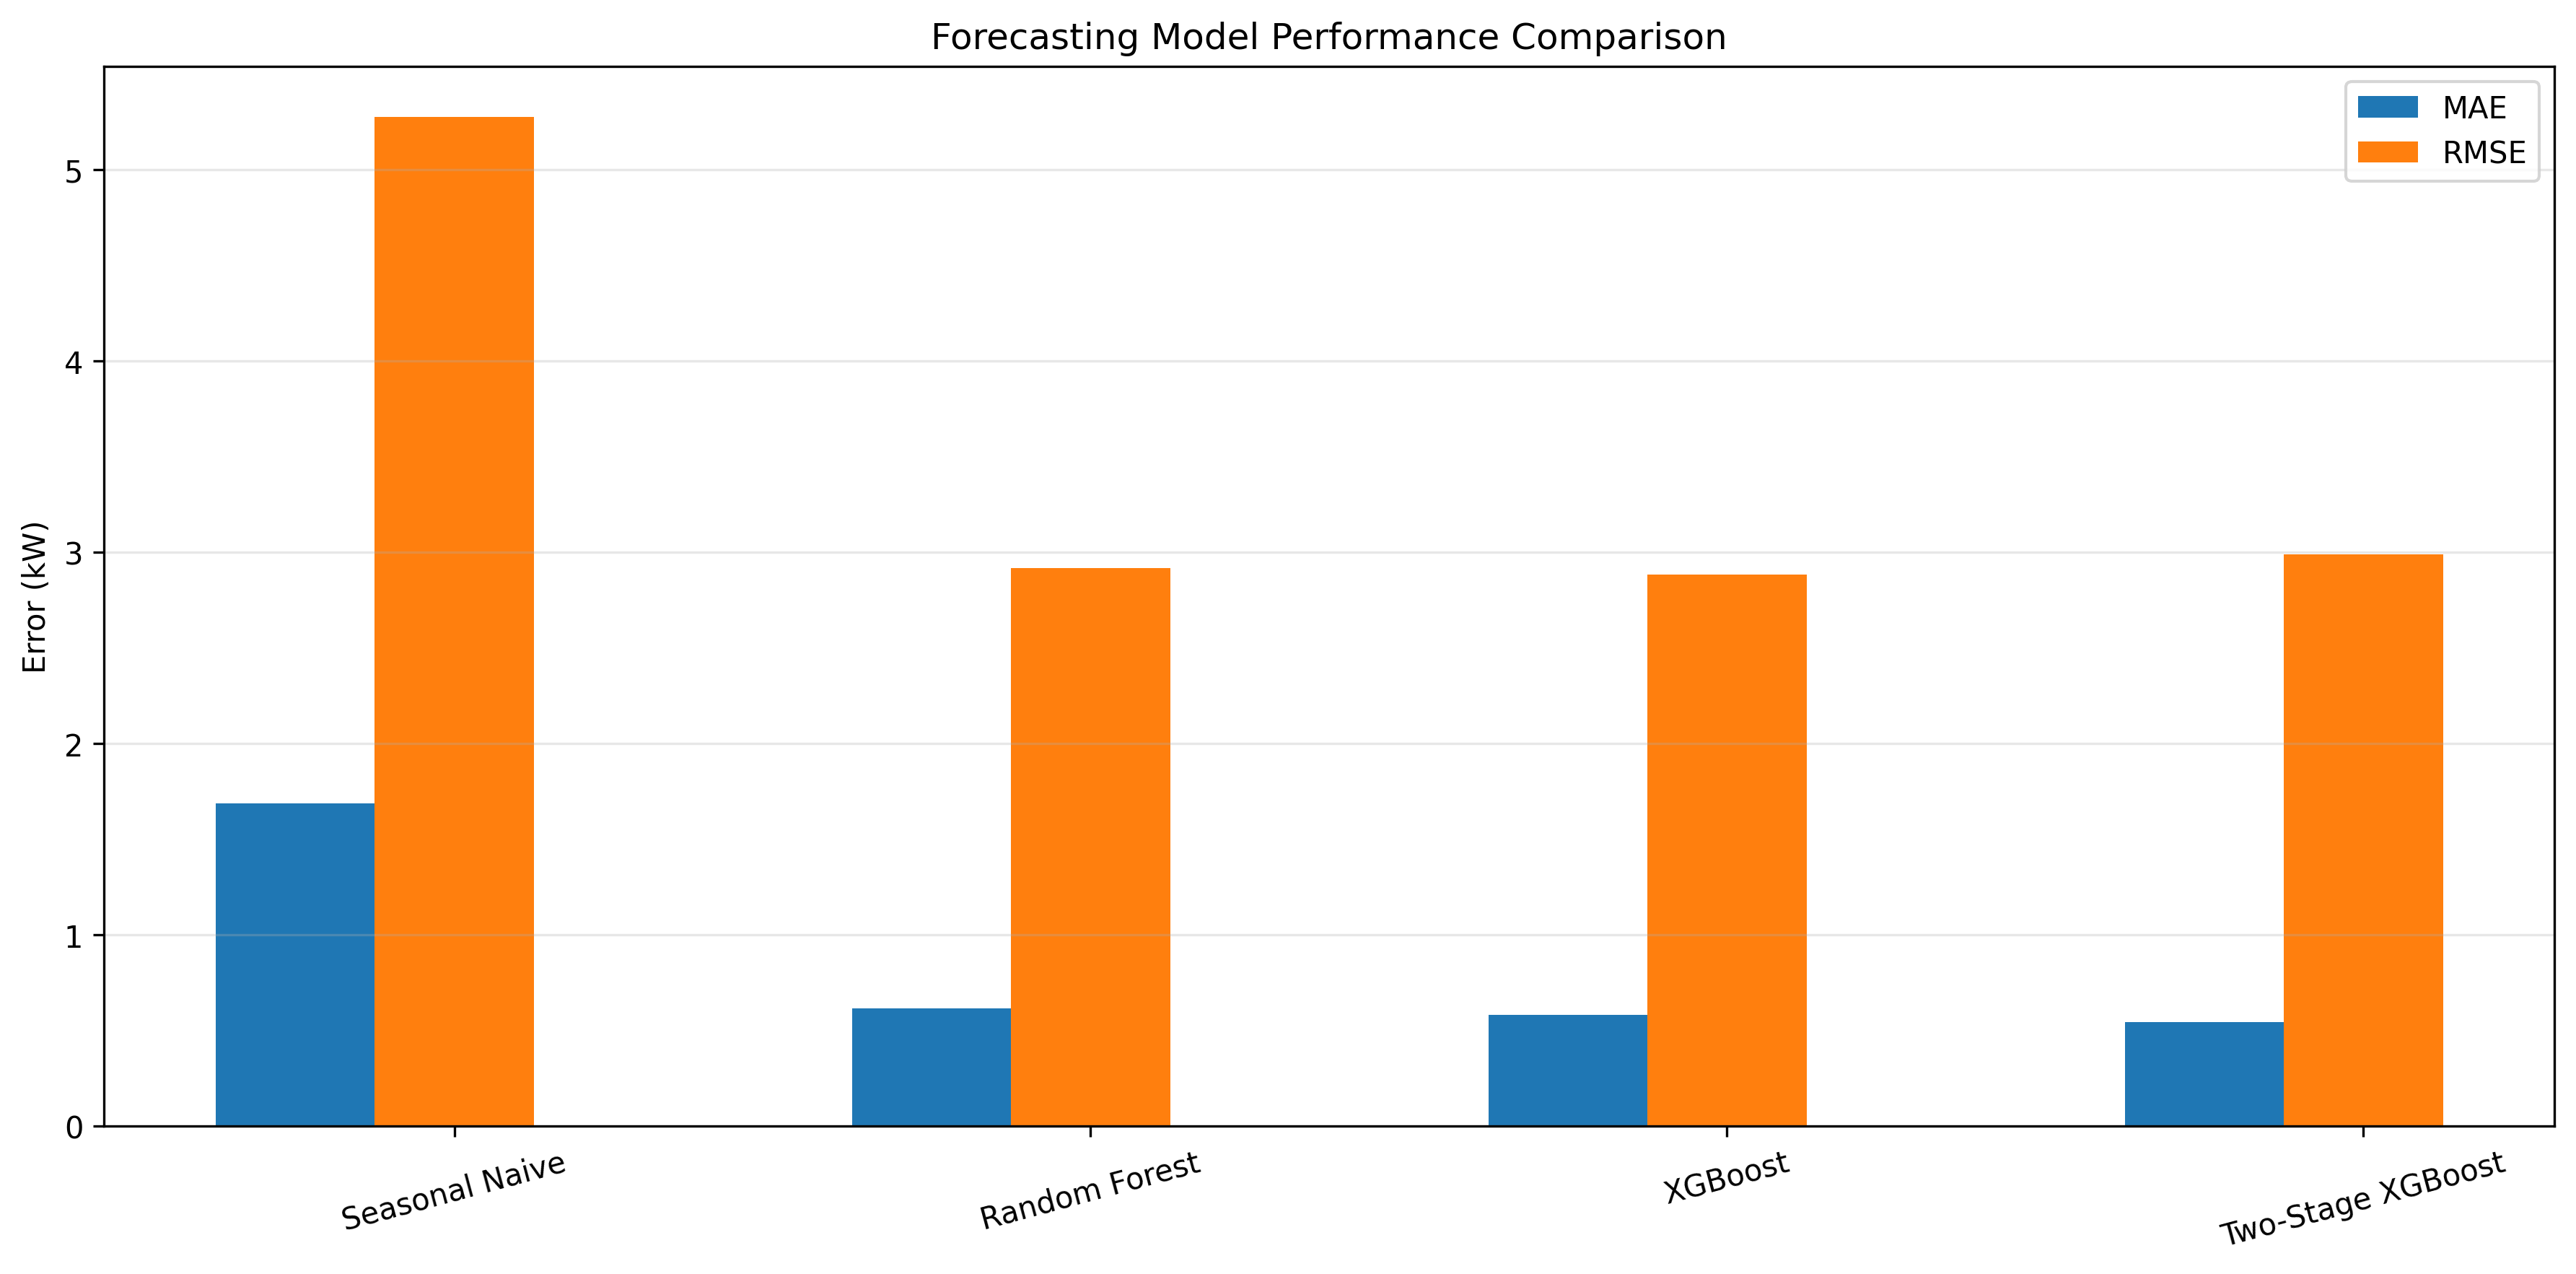 Forecasting Model Performance Comparison
MAE
RMSE
Error (kW)
5
4
3
2
1
0
Seasonal Naive
Random Forest
XGBoost
Two-Stage XGBoost